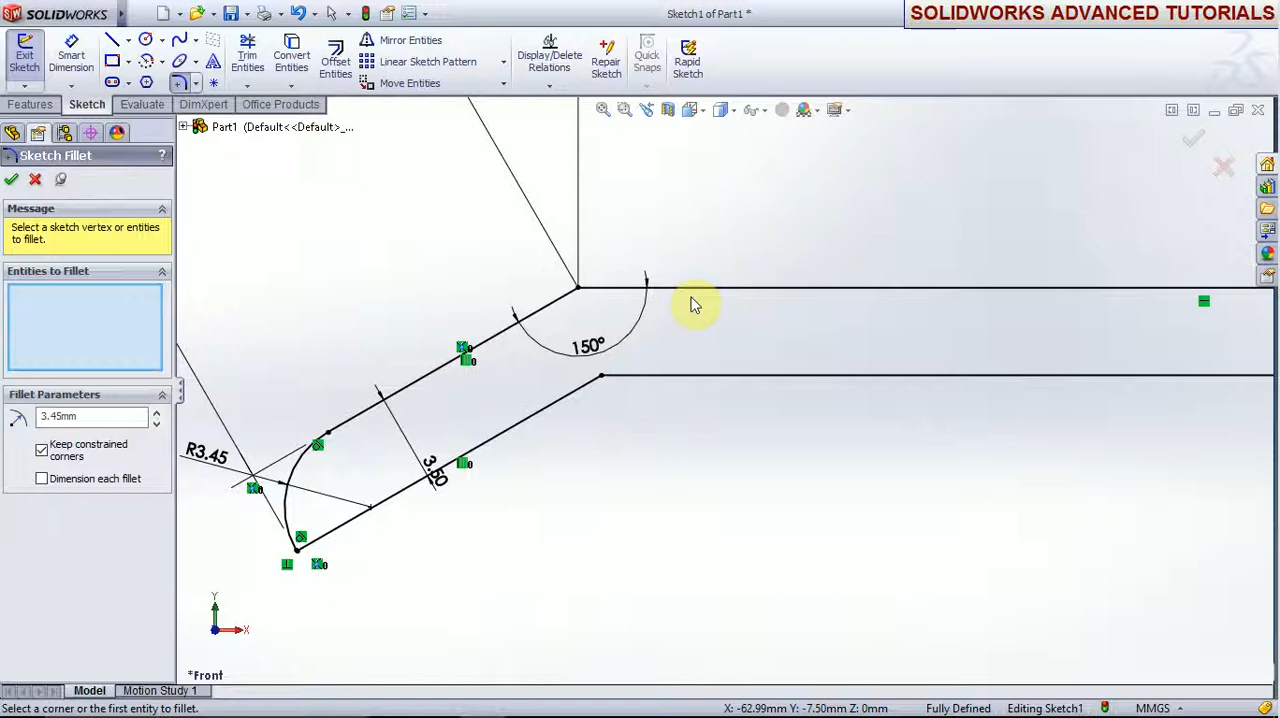 SOLIDWORKS
Sketch1 of Part1 *
SOLIDWORKS ADVANCED TUTORIALS
Exit Sketch
Smart Dimension
Trim Entities
Convert Entities
Offset Entities
Mirror Entities
Linear Sketch Pattern
Move Entities
Display/Delete Relations
Repair Sketch
Quick Snaps
Rapid Sketch
Features
Sketch
Evaluate
DimXpert
Office Products
Part1 (Default<<Default>_...
Sketch Fillet
?
Message
Select a sketch vertex or entities
to fillet.
Entities to Fillet
Fillet Parameters
3.45mm
Keep constrained
corners
Dimension each fillet
150°
R3.45
3.50
Y
X
*Front
Model
Motion Study 1
Select a corner or the first entity to fillet.
X: -62.99mm Y: -7.50mm Z: 0mm
Fully Defined
Editing Sketch1
MMGS